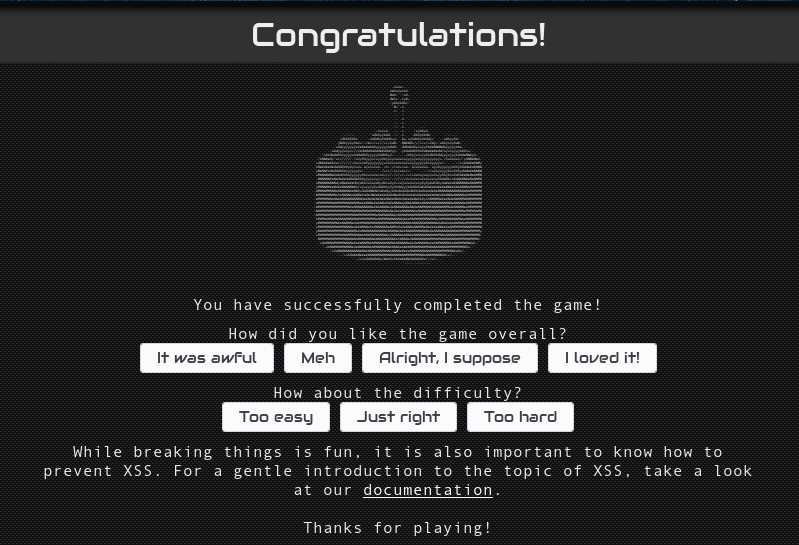 Congratulations!
You have successfully completed the game!
How did you like the game overall?
It was awful Meh Alright, I suppose I loved it!
How about the difficulty?
Too easy Just right Too hard
While breaking things is fun, it is also important to know how to
prevent XSS. For a gentle introduction to the topic of XSS, take a look
at our documentation.
Thanks for playing!